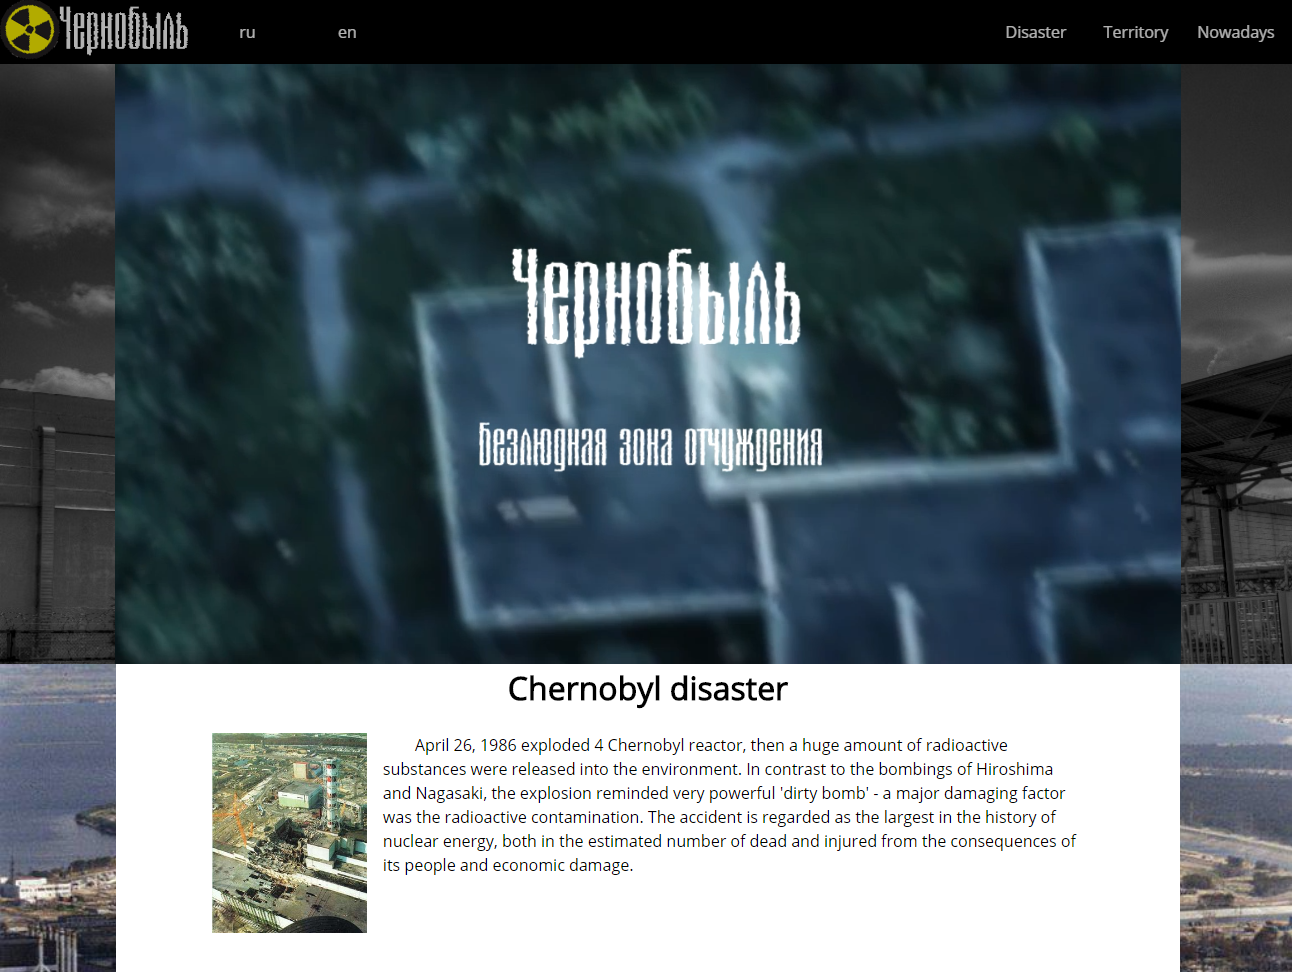 Чернобыль
ru
en
Disaster
Territory
Nowadays
Чернобыль
Безлюдная зона отчуждения
Chernobyl disaster
April 26, 1986 exploded 4 Chernobyl reactor, then a huge amount of radioactive
substances were released into the environment. In contrast to the bombings of Hiroshima
and Nagasaki, the explosion reminded very powerful 'dirty bomb' - a major damaging factor
was the radioactive contamination. The accident is regarded as the largest in the history of
nuclear energy, both in the estimated number of dead and injured from the consequences of
its people and economic damage.